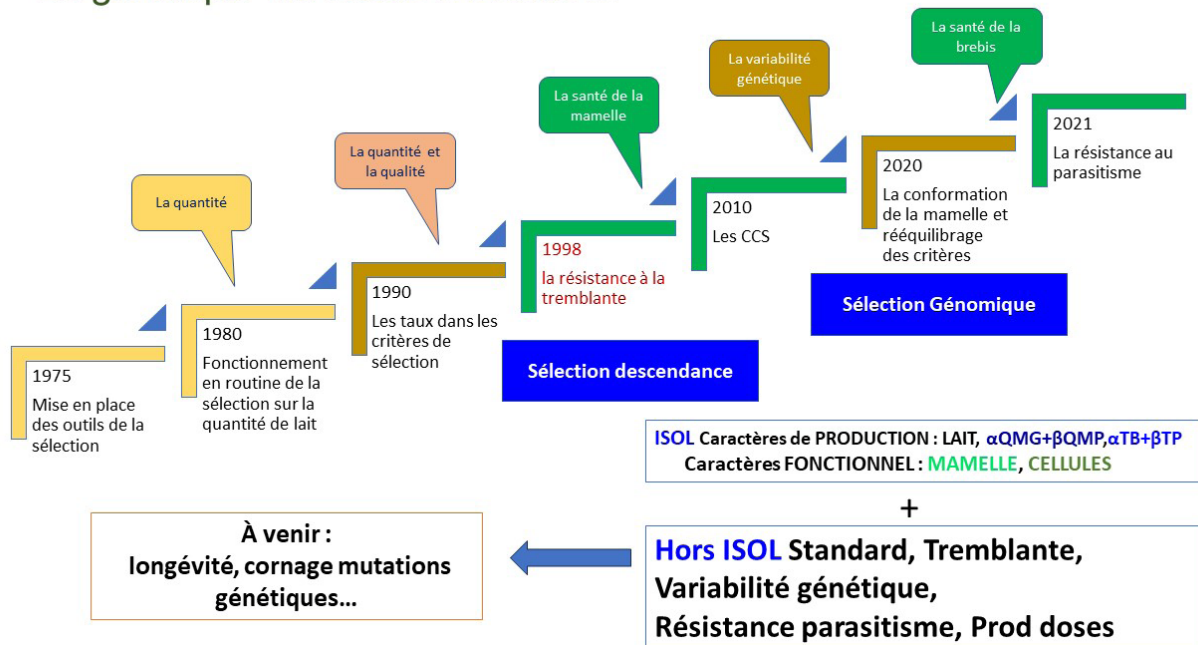 La quantité
La quantité et
la qualité
La santé de la
mamelle
La variabilité
génétique
La santé de la
brebis
1975
Mise en place
des outils de la
sélection
1980
Fonctionnement
en routine de la
sélection sur la
quantité de lait
1990
Les taux dans les
critères de
sélection
1998
la résistance à la
tremblante
2010
Les CCS
2020
La conformation
de la mamelle et
rééquilibrage
des critères
2021
La résistance au
parasitisme
Sélection descendance
Sélection Génomique
ISOL Caractères de PRODUCTION : LAIT, αQMG+βQMP,αTB+βTP
Caractères FONCTIONNEL : MAMELLE, CELLULES
+
Hors ISOL Standard, Tremblante,
Variabilité génétique,
Résistance parasitisme, Prod doses
À venir :
longévité, cornage mutations
génétiques…